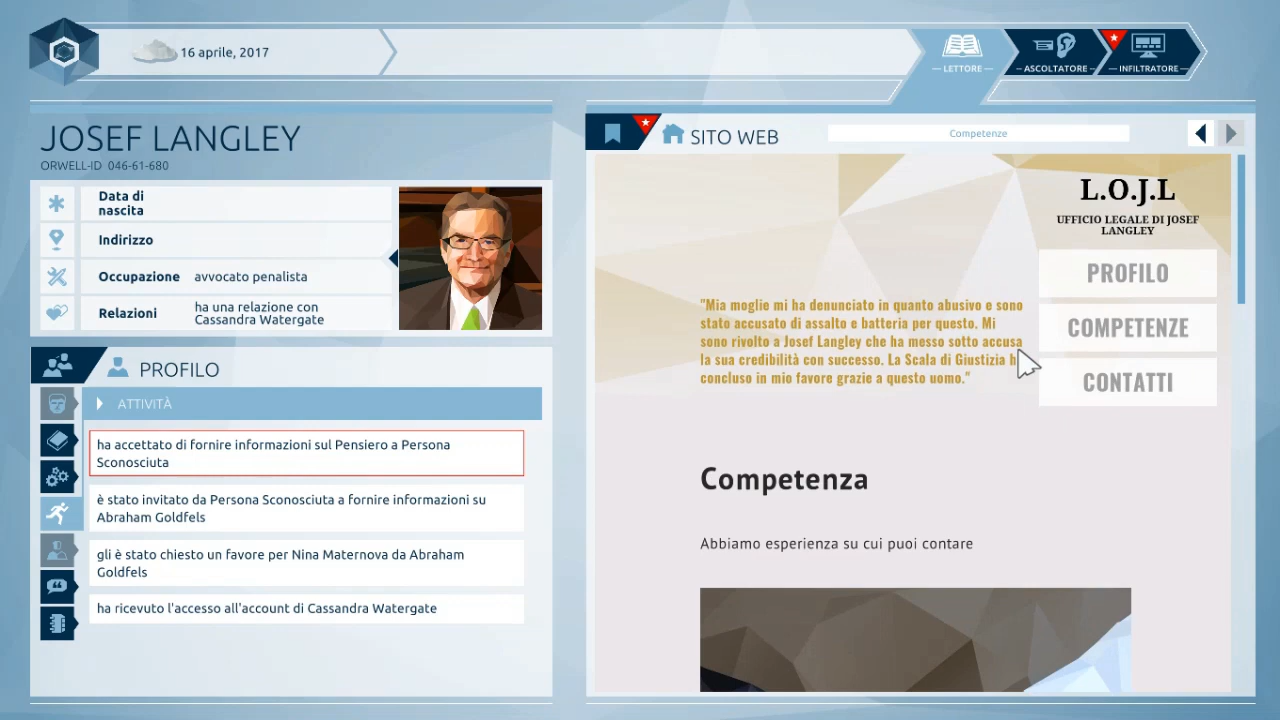 16 aprile, 2017
LETTORE
ASCOLTATORE
INFILTRATORE
JOSEF LANGLEY
ORWELL-ID 046-61-680
Data di
nascita
Indirizzo
Occupazione avvocato penalista
Relazioni
ha una relazione con
Cassandra Watergate
PROFILO
ATTIVITÀ
ha accettato di fornire informazioni sul Pensiero a Persona
Sconosciuta
è stato invitato da Persona Sconosciuta a fornire informazioni su
Abraham Goldfels
gli è stato chiesto un favore per Nina Maternova da Abraham
Goldfels
ha ricevuto l'accesso all'account di Cassandra Watergate
SITO WEB
Competenze
L.O.J.L
UFFICIO LEGALE DI JOSEF
LANGLEY
PROFILO
COMPETENZE
CONTATTI
"Mia moglie mi ha denunciato in quanto abusivo e sono
stato accusato di assalto e batteria per questo. Mi
sono rivolto a Josef Langley che ha messo sotto accusa
la sua credibilità con successo. La Scala di Giustizia h
concluso in mio favore grazie a questo uomo."
Competenza
Abbiamo esperienza su cui puoi contare